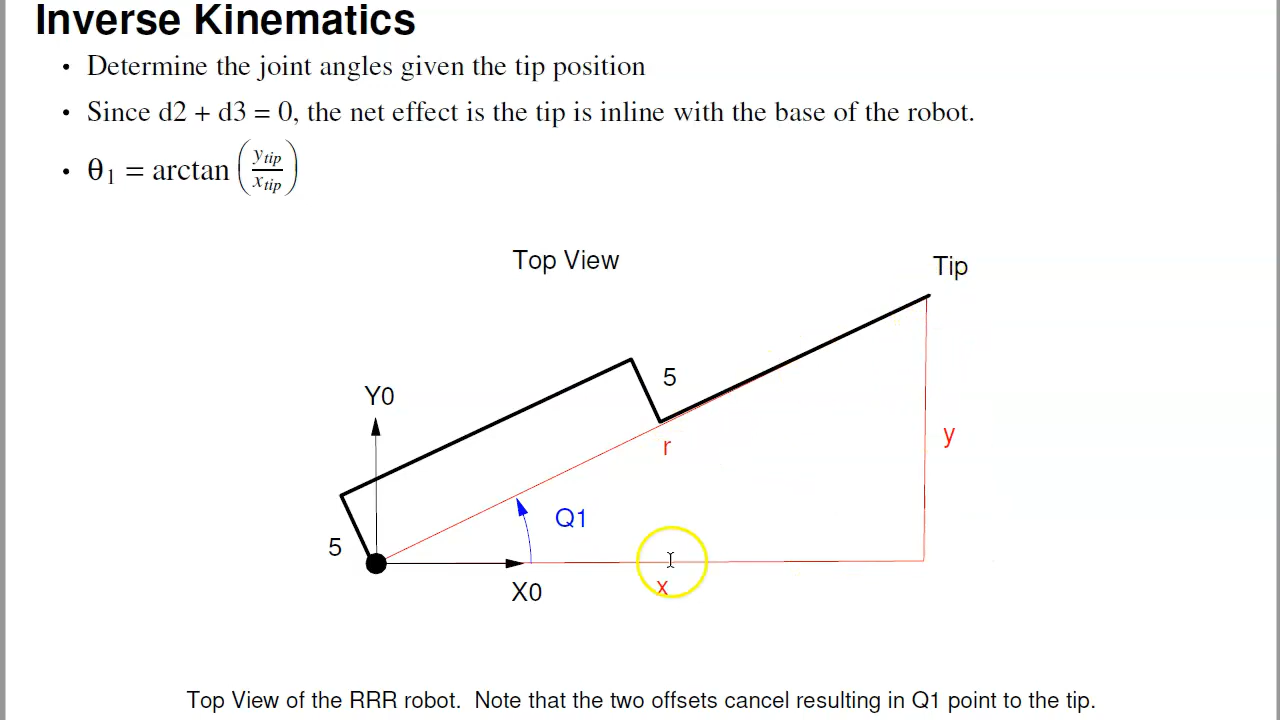 Inverse Kinematics
• Determine the joint angles given the tip position
• Since d2 + d3 = 0, the net effect is the tip is inline with the base of the robot.
• θ1 = arctan (ytip / xtip)
Top View
Tip
5
Y0
r
y
Q1
5
X0
x
Top View of the RRR robot. Note that the two offsets cancel resulting in Q1 point to the tip.